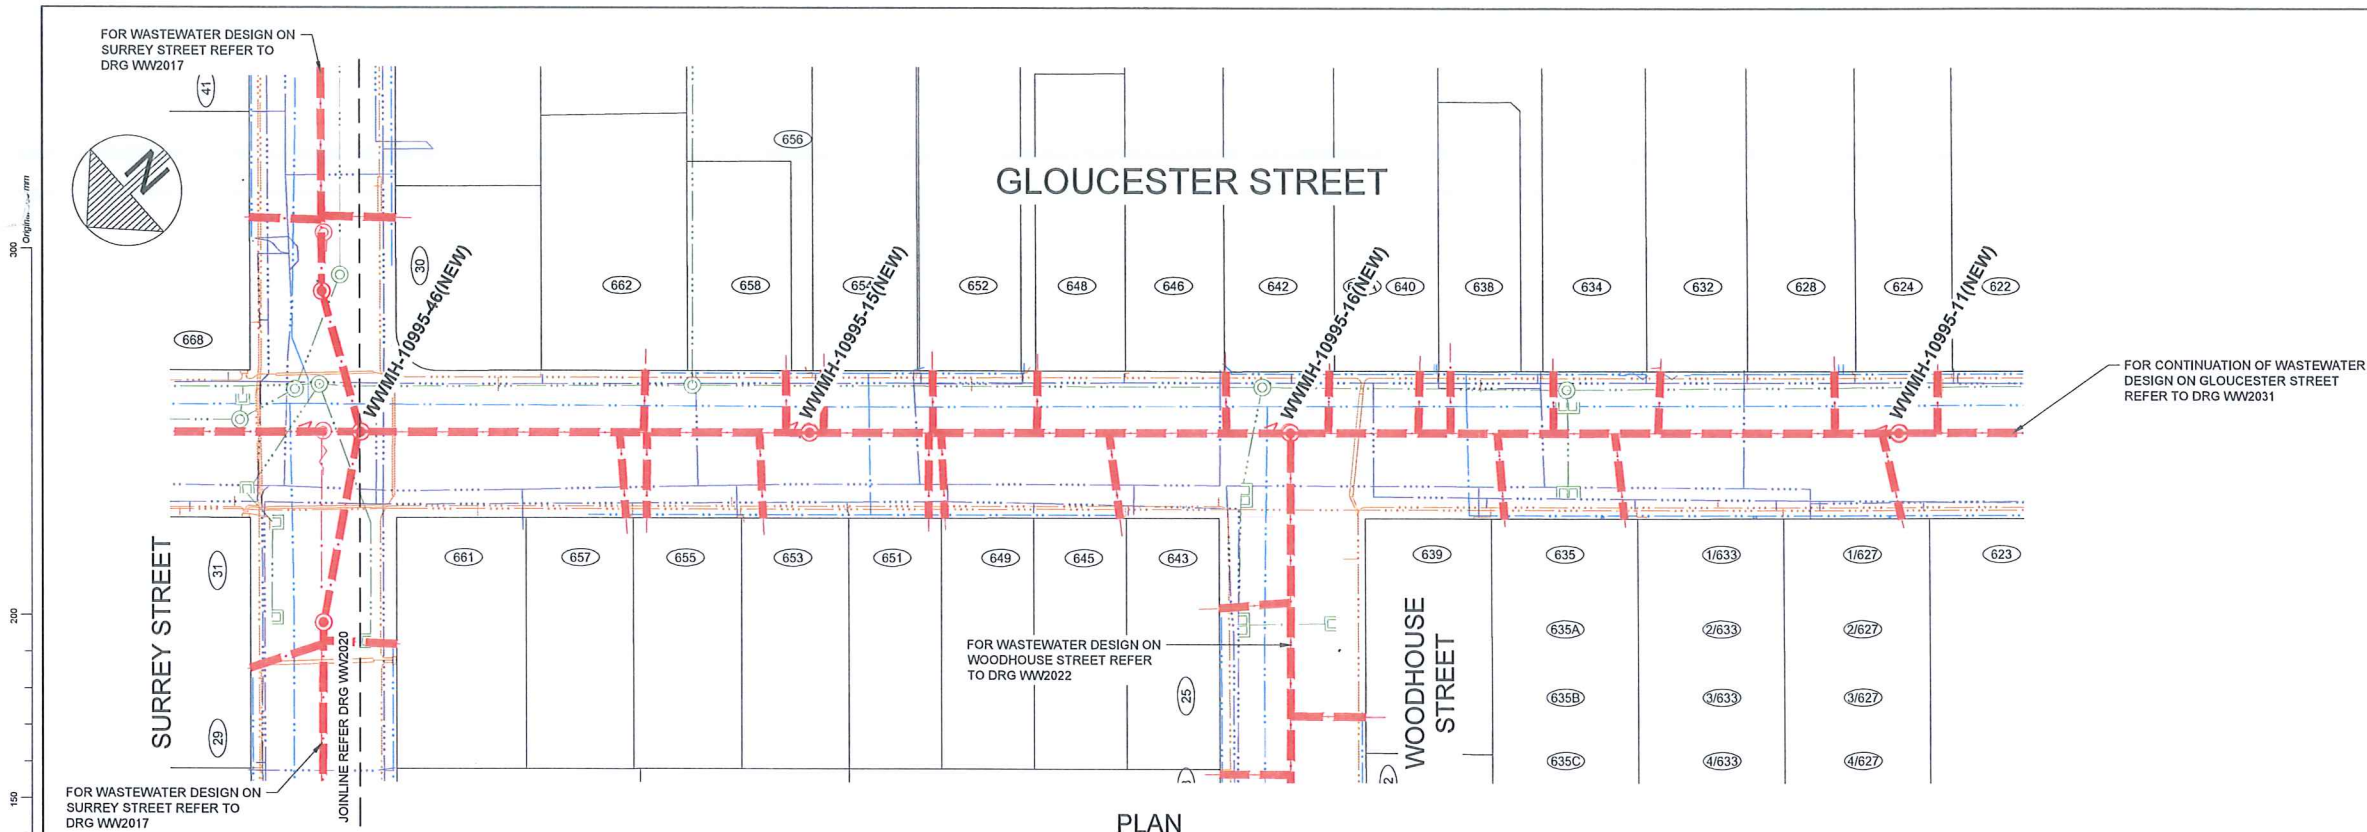 FOR WASTEWATER DESIGN ON
SURREY STREET REFER TO
DRG WW2017
41
N
656
GLOUCESTER STREET
300
mm
30
WWMH-10995-46(NEW)
662
658
WWMH-10995-15(NEW)
652
648
646
642
WWMH-10995-16(NEW)
640
638
634
632
628
624
WWMH-10995-11(NEW)
622
668
FOR CONTINUATION OF WASTEWATER
DESIGN ON GLOUCESTER STREET
REFER TO DRG WW2031
SURREY STREET
31
29
661
657
655
653
651
649
645
643
639
635
1/633
1/627
623
200
635A
2/633
2/627
JOINLINE REFER DRG WW2020
FOR WASTEWATER DESIGN ON
WOODHOUSE STREET REFER
TO DRG WW2022
25
WOODHOUSE
STREET
635B
3/633
3/627
635C
4/633
4/627
150
FOR WASTEWATER DESIGN ON
SURREY STREET REFER TO
DRG WW2017
PLAN